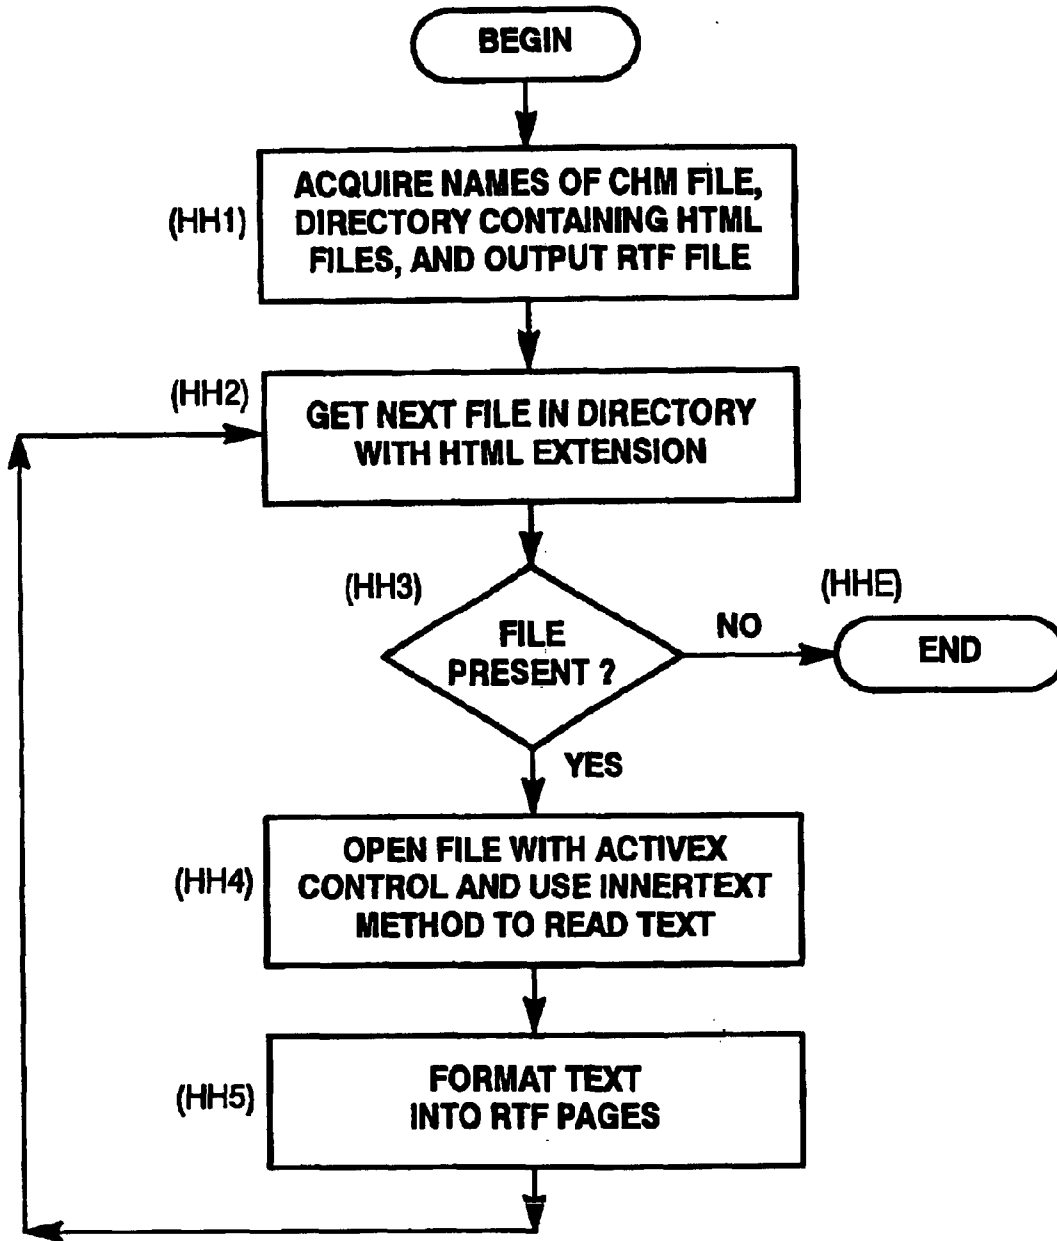 BEGIN
(HH1)
ACQUIRE NAMES OF CHM FILE,
DIRECTORY CONTAINING HTML
FILES, AND OUTPUT RTF FILE
(HH2)
GET NEXT FILE IN DIRECTORY
WITH HTML EXTENSION
(HH3)
FILE
PRESENT ?
NO
(HHE)
END
YES
(HH4)
OPEN FILE WITH ACTIVEX
CONTROL AND USE INNERTEXT
METHOD TO READ TEXT
(HH5)
FORMAT TEXT
INTO RTF PAGES